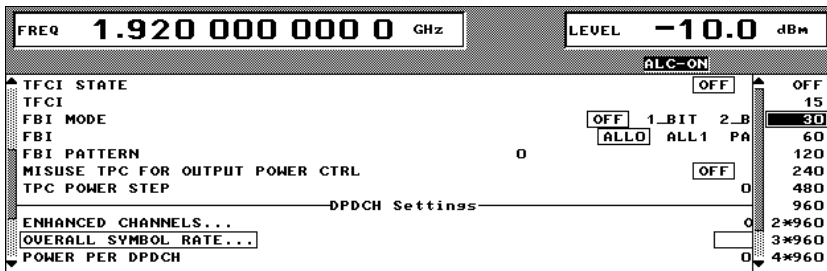 FREQ 1.920 000 000 0 GHz LEVEL -10.0 dBm
ALC-ON
TFCI STATE OFF
TFCI
FBI MODE OFF 1_BIT 2_B
FBI ALL0 ALL1 PA
FBI PATTERN 0
MISUSE TPC FOR OUTPUT POWER CTRL OFF
TPC POWER STEP 0
DPDCH Settings
ENHANCED CHANNELS... 0
OVERALL SYMBOL RATE...
POWER PER DPDCH 0
OFF
15
30
60
120
240
480
960
2*960
3*960
4*960